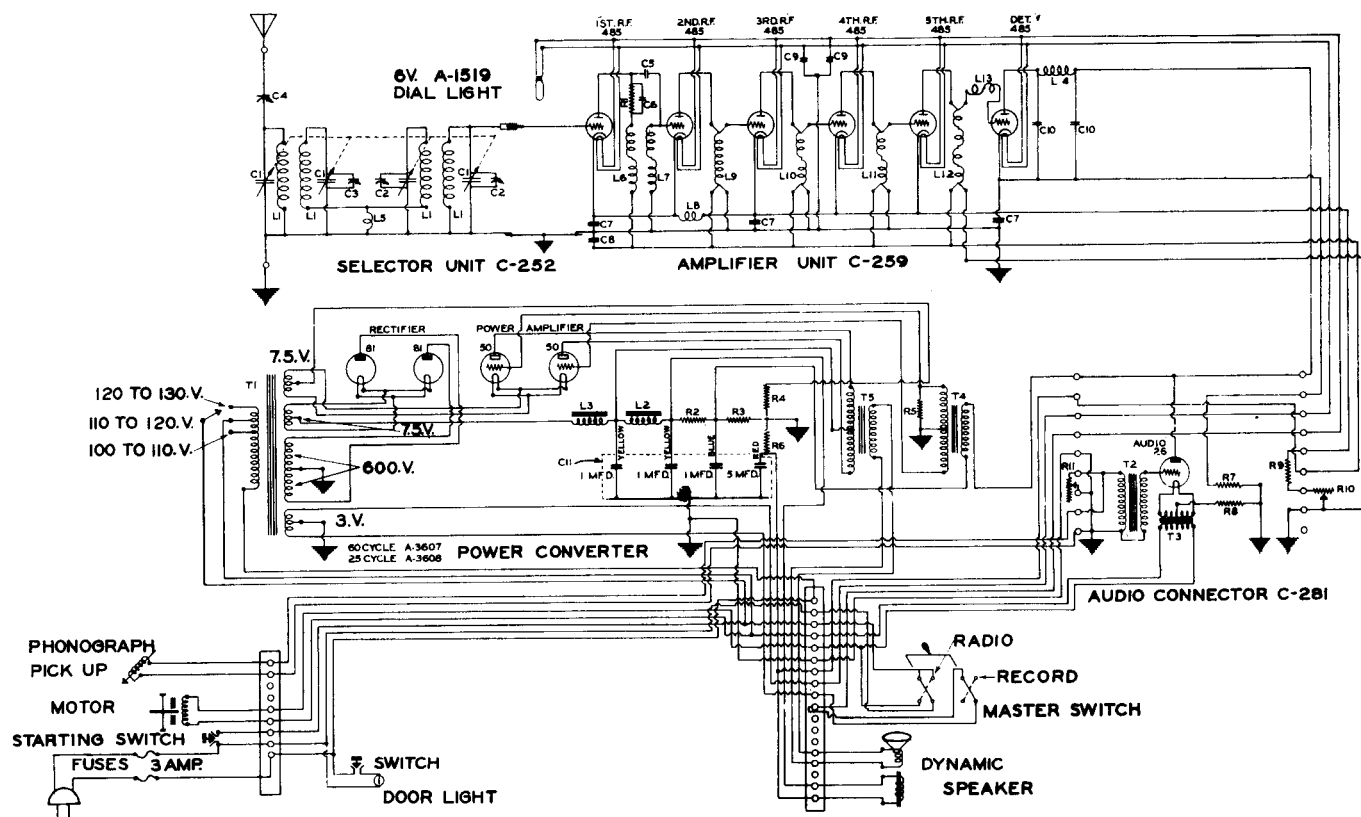 1ST. R.F.
485
2ND. R.F.
485
3RD. R.F.
485
4TH. R.F.
485
5TH. R.F.
485
DET.
485
6V. A-1519
DIAL LIGHT
C4
C5
C6
C9
C9
L13
L4
C10
C10
C1
C1
C3
C2
C1
C2
L1
L1
L5
L1
L1
L6
L7
L9
L10
L11
L12
L8
C7
C8
C7
C7
SELECTOR UNIT C-252
AMPLIFIER UNIT C-259
RECTIFIER
POWER AMPLIFIER
81
81
50
50
7.5.V.
T1
120 TO 130.V.
110 TO 120.V.
100 TO 110.V.
7.5V.
600.V.
3.V.
L3
L2
R2
R3
R4
R6
T5
R5
T4
YELLOW
YELLOW
BLUE
RED
C11
1 MFD.
1 MFD.
1 MFD.
5 MFD.
60 CYCLE A-3607
25 CYCLE A-3608
POWER CONVERTER
AUDIO
26
R11
T2
T3
R7
R8
R9
R10
AUDIO CONNECTOR C-281
PHONOGRAPH
PICK UP
MOTOR
STARTING SWITCH
FUSES 3 AMP.
SWITCH
DOOR LIGHT
RADIO
RECORD
MASTER SWITCH
DYNAMIC
SPEAKER